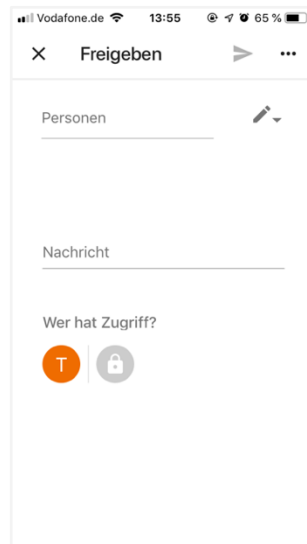 Vodafone.de 13:55 65 %
Freigeben
Personen
Nachricht
Wer hat Zugriff?
T